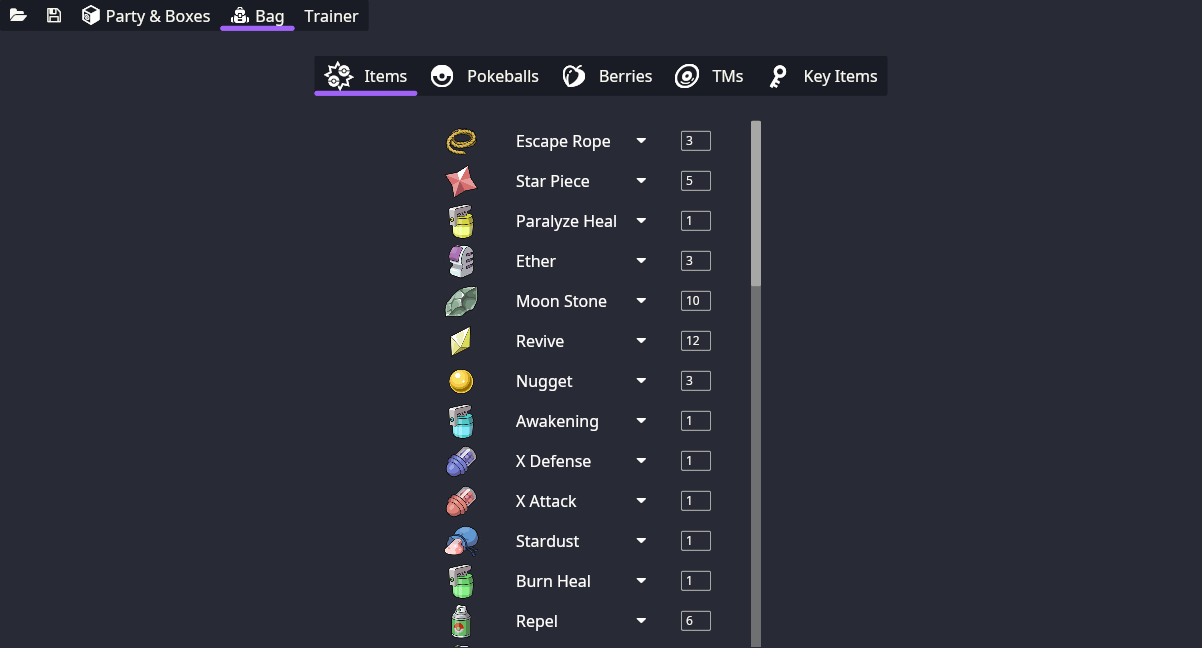 Party & Boxes Bag Trainer
Items Pokeballs Berries TMs Key Items
Escape Rope 3
Star Piece 5
Paralyze Heal 1
Ether 3
Moon Stone 10
Revive 12
Nugget 3
Awakening 1
X Defense 1
X Attack 1
Stardust 1
Burn Heal 1
Repel 6